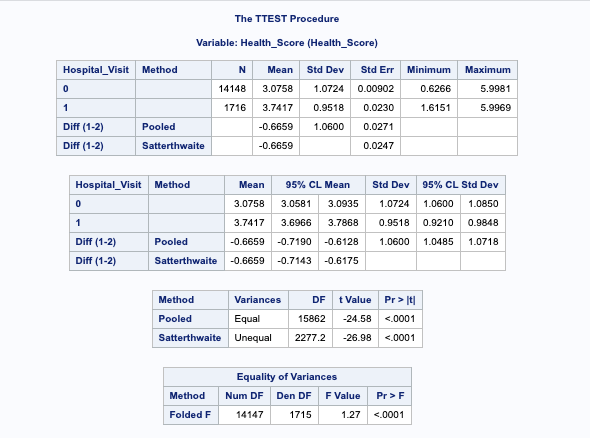 The TTEST Procedure
Variable: Health_Score (Health_Score)
Hospital_Visit Method N Mean Std Dev Std Err Minimum Maximum
0 14148 3.0758 1.0724 0.00902 0.6266 5.9981
1 1716 3.7417 0.9518 0.0230 1.6151 5.9969
Diff (1-2) Pooled -0.6659 1.0600 0.0271
Diff (1-2) Satterthwaite -0.6659 0.0247
Hospital_Visit Method Mean 95% CL Mean Std Dev 95% CL Std Dev
0 3.0758 3.0581 3.0935 1.0724 1.0600 1.0850
1 3.7417 3.6966 3.7868 0.9518 0.9210 0.9848
Diff (1-2) Pooled -0.6659 -0.7190 -0.6128 1.0600 1.0485 1.0718
Diff (1-2) Satterthwaite -0.6659 -0.7143 -0.6175
Method Variances DF t Value Pr > |t|
Pooled Equal 15862 -24.58 <.0001
Satterthwaite Unequal 2277.2 -26.98 <.0001
Equality of Variances
Method Num DF Den DF F Value Pr > F
Folded F 14147 1715 1.27 <.0001